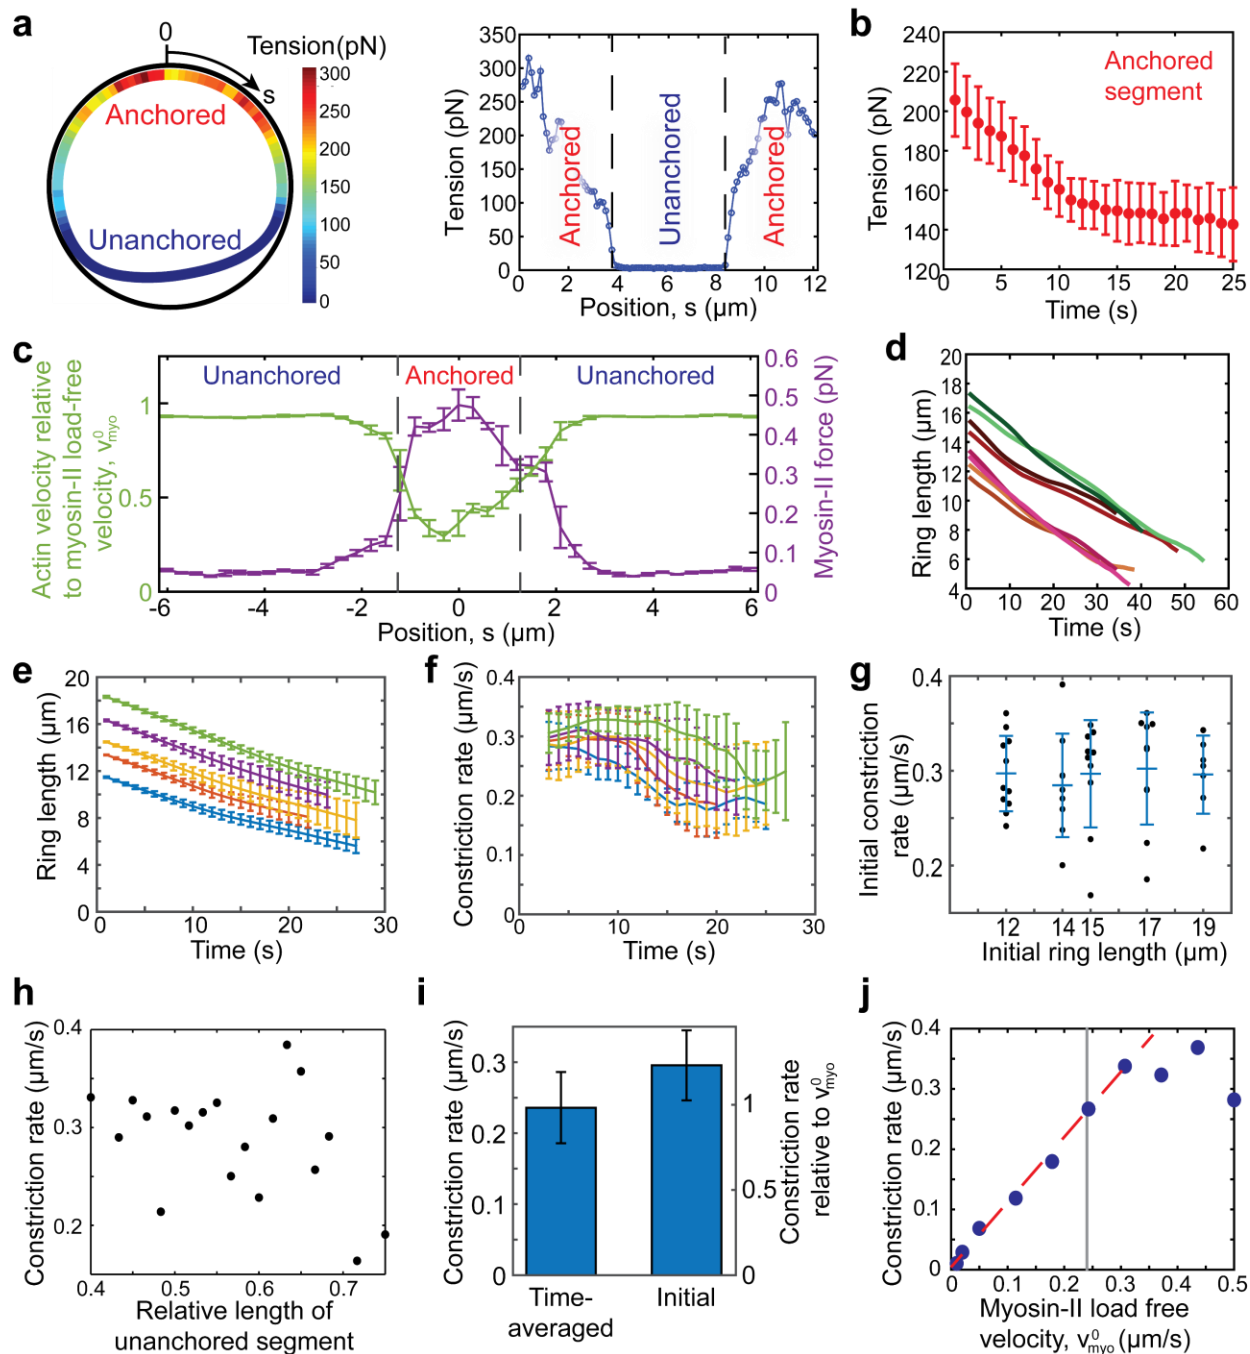 a
0
Tension(pN)
s
Anchored
Unanchored
300
250
200
150
100
50
0
Tension (pN)
350
300
250
200
150
100
50
0
Anchored
Unanchored
Anchored
0 2 4 6 8 10 12
Position, s (µm)
b
Tension (pN)
240
220
200
180
160
140
120
Anchored
segment
0 5 10 15 20 25
Time (s)
c
Actin velocity relative
to myosin-II load-free
velocity, v⁰myo
1
0.5
0
Unanchored
Anchored
Unanchored
0.6
0.5
0.4
0.3
0.2
0.1
0
Myosin-II force (pN)
-6 -4 -2 0 2 4 6
Position, s (µm)
d
Ring length (µm)
20
18
16
14
12
10
8
6
4
0 10 20 30 40 50 60
Time (s)
e
Ring length (µm)
20
16
12
8
4
0
0 10 20 30
Time (s)
f
Constriction rate (µm/s)
0.5
0.4
0.3
0.2
0.1
0
0 10 20 30
Time (s)
g
Initial constriction
rate (µm/s)
0.4
0.3
0.2
12 14 15 17 19
Initial ring length (µm)
h
Constriction rate (µm/s)
0.4
0.3
0.2
0.4 0.5 0.6 0.7
Relative length of
unanchored segment
i
Constriction rate (µm/s)
0.3
0.2
0.1
0
1
0.5
0
Constriction rate
relative to v⁰myo
Time-
averaged
Initial
j
Constriction rate (µm/s)
0.4
0.3
0.2
0.1
0
0 0.1 0.2 0.3 0.4 0.5
Myosin-II load free
velocity, v⁰myo (µm/s)